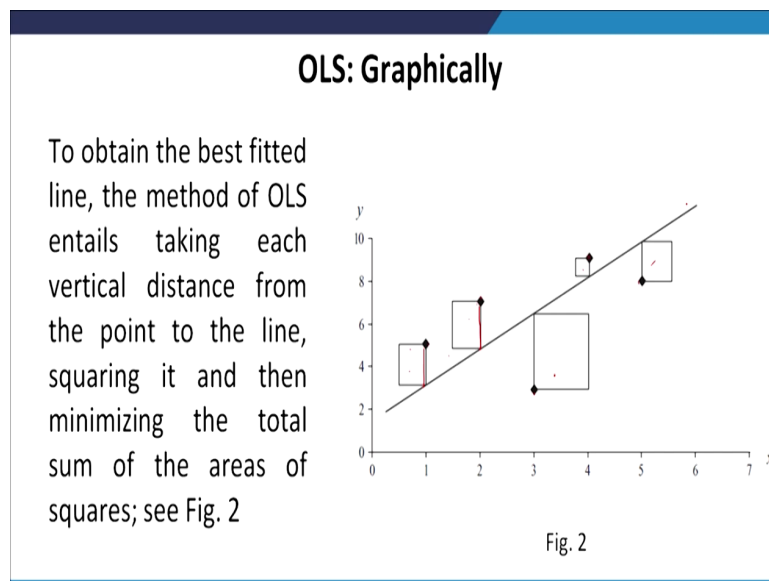 OLS: Graphically
To obtain the best fitted
line, the method of OLS
entails taking each
vertical distance from
the point to the line,
squaring it and then
minimizing the total
sum of the areas of
squares; see Fig. 2
y
10
8
6
4
2
0
0 1 2 3 4 5 6 7
Fig. 2